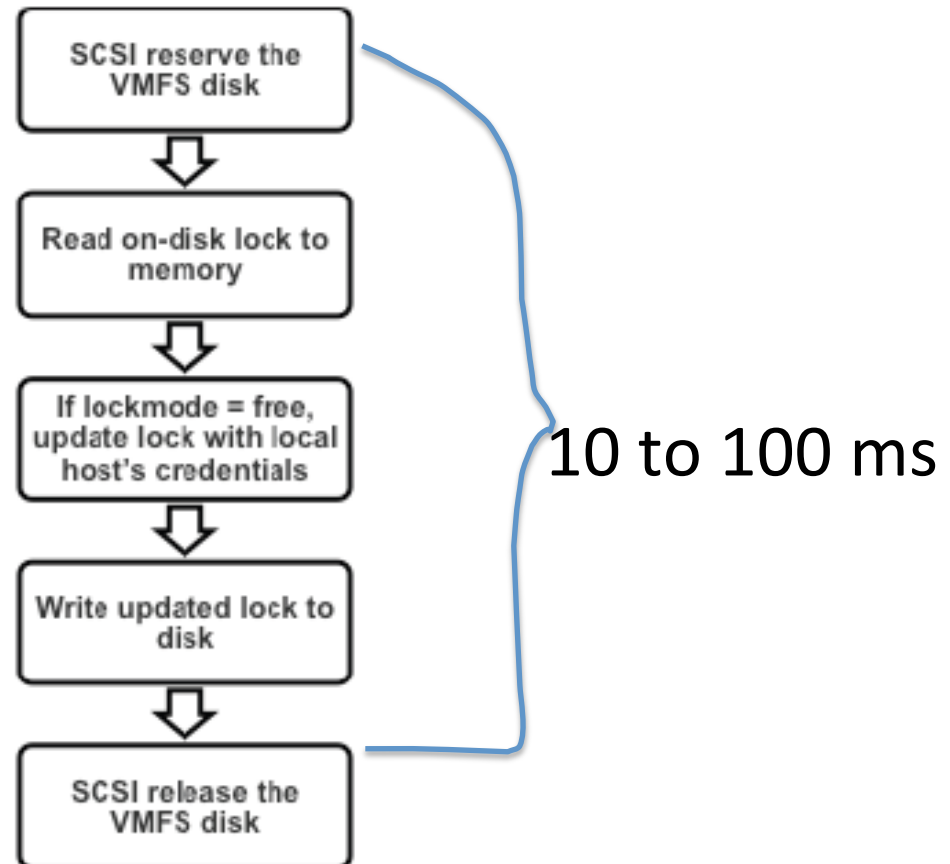 SCSI reserve the
VMFS disk
Read on-disk lock to
memory
If lockmode = free,
update lock with local
host's credentials
Write updated lock to
disk
SCSI release the
VMFS disk
10 to 100 ms